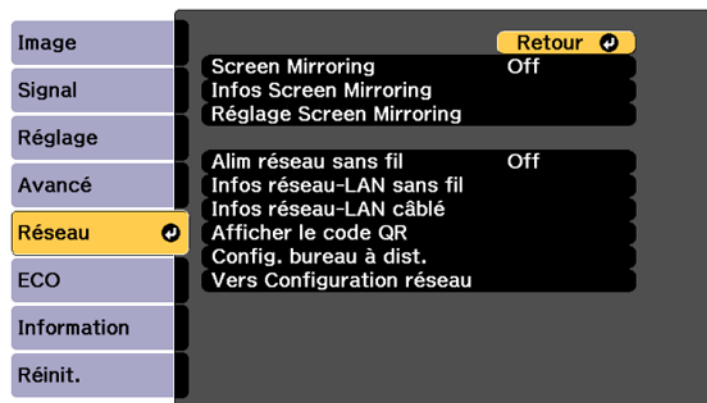 Image
Signal
Réglage
Avancé
Réseau
ECO
Information
Réinit.
Retour
Screen Mirroring Off
Infos Screen Mirroring
Réglage Screen Mirroring
Alim réseau sans fil Off
Infos réseau-LAN sans fil
Infos réseau-LAN câblé
Afficher le code QR
Config. bureau à dist.
Vers Configuration réseau